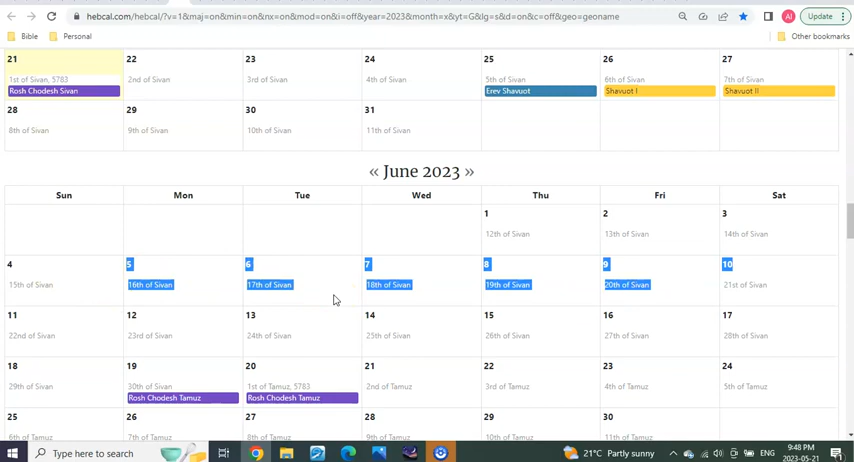 hebcal.com/hebcal/?v=1&maj=on&min=on&nx=on&mod=on&i=off&year=2023&month=x&yt=G&lg=s&d=on&c=off&geo=geoname
AI
Update
Bible Personal Other bookmarks
21 22 23 24 25 26 27
1st of Sivan, 5783 2nd of Sivan 3rd of Sivan 4th of Sivan 5th of Sivan 6th of Sivan 7th of Sivan
Rosh Chodesh Sivan Erev Shavuot Shavuot I Shavuot II
28 29 30 31
8th of Sivan 9th of Sivan 10th of Sivan 11th of Sivan
« June 2023 »
Sun Mon Tue Wed Thu Fri Sat
1 2 3
12th of Sivan 13th of Sivan 14th of Sivan
4 5 6 7 8 9 10
15th of Sivan 16th of Sivan 17th of Sivan 18th of Sivan 19th of Sivan 20th of Sivan 21st of Sivan
11 12 13 14 15 16 17
22nd of Sivan 23rd of Sivan 24th of Sivan 25th of Sivan 26th of Sivan 27th of Sivan 28th of Sivan
18 19 20 21 22 23 24
29th of Sivan 30th of Sivan 1st of Tamuz, 5783 2nd of Tamuz 3rd of Tamuz 4th of Tamuz 5th of Tamuz
Rosh Chodesh Tamuz Rosh Chodesh Tamuz
25 26 27 28 29 30
6th of Tamuz 7th of Tamuz 8th of Tamuz 9th of Tamuz 10th of Tamuz 11th of Tamuz
Type here to search
21°C Partly sunny
ENG
9:48 PM
2023-05-21
1